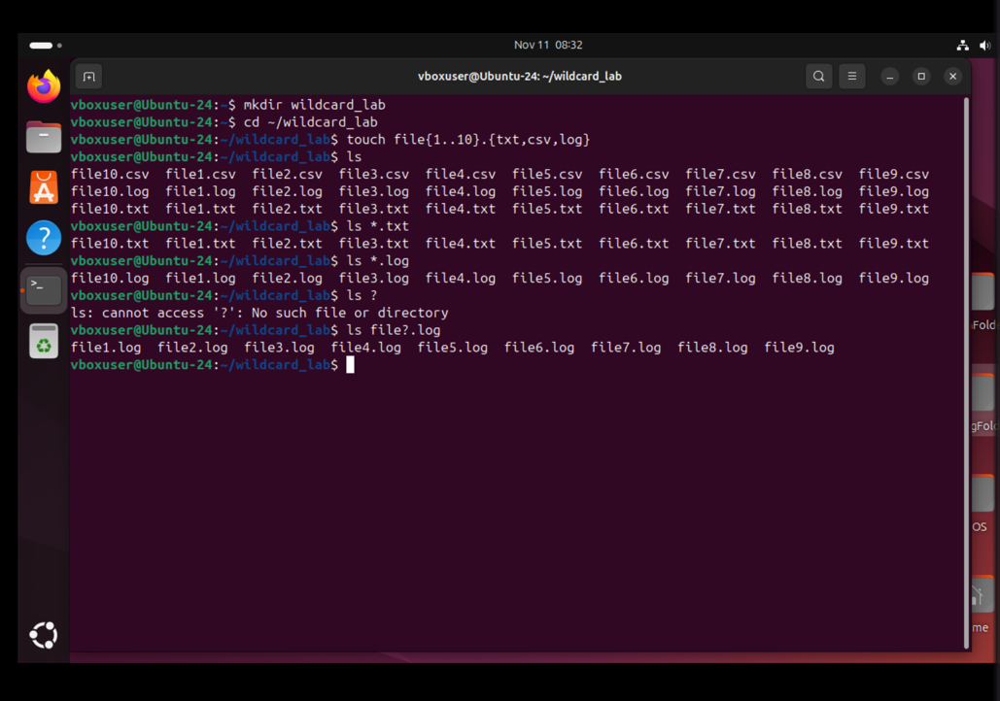 Nov 11 08:32
vboxuser@Ubuntu-24: ~/wildcard_lab
vboxuser@Ubuntu-24:~$ mkdir wildcard_lab
vboxuser@Ubuntu-24:~$ cd ~/wildcard_lab
vboxuser@Ubuntu-24:~/wildcard_lab$ touch file{1..10}.{txt,csv,log}
vboxuser@Ubuntu-24:~/wildcard_lab$ ls
file10.csv file1.csv file2.csv file3.csv file4.csv file5.csv file6.csv file7.csv file8.csv file9.csv
file10.log file1.log file2.log file3.log file4.log file5.log file6.log file7.log file8.log file9.log
file10.txt file1.txt file2.txt file3.txt file4.txt file5.txt file6.txt file7.txt file8.txt file9.txt
vboxuser@Ubuntu-24:~/wildcard_lab$ ls *.txt
file10.txt file1.txt file2.txt file3.txt file4.txt file5.txt file6.txt file7.txt file8.txt file9.txt
vboxuser@Ubuntu-24:~/wildcard_lab$ ls *.log
file10.log file1.log file2.log file3.log file4.log file5.log file6.log file7.log file8.log file9.log
vboxuser@Ubuntu-24:~/wildcard_lab$ ls ?
ls: cannot access '?': No such file or directory
vboxuser@Ubuntu-24:~/wildcard_lab$ ls file?.log
file1.log file2.log file3.log file4.log file5.log file6.log file7.log file8.log file9.log
vboxuser@Ubuntu-24:~/wildcard_lab$
OS